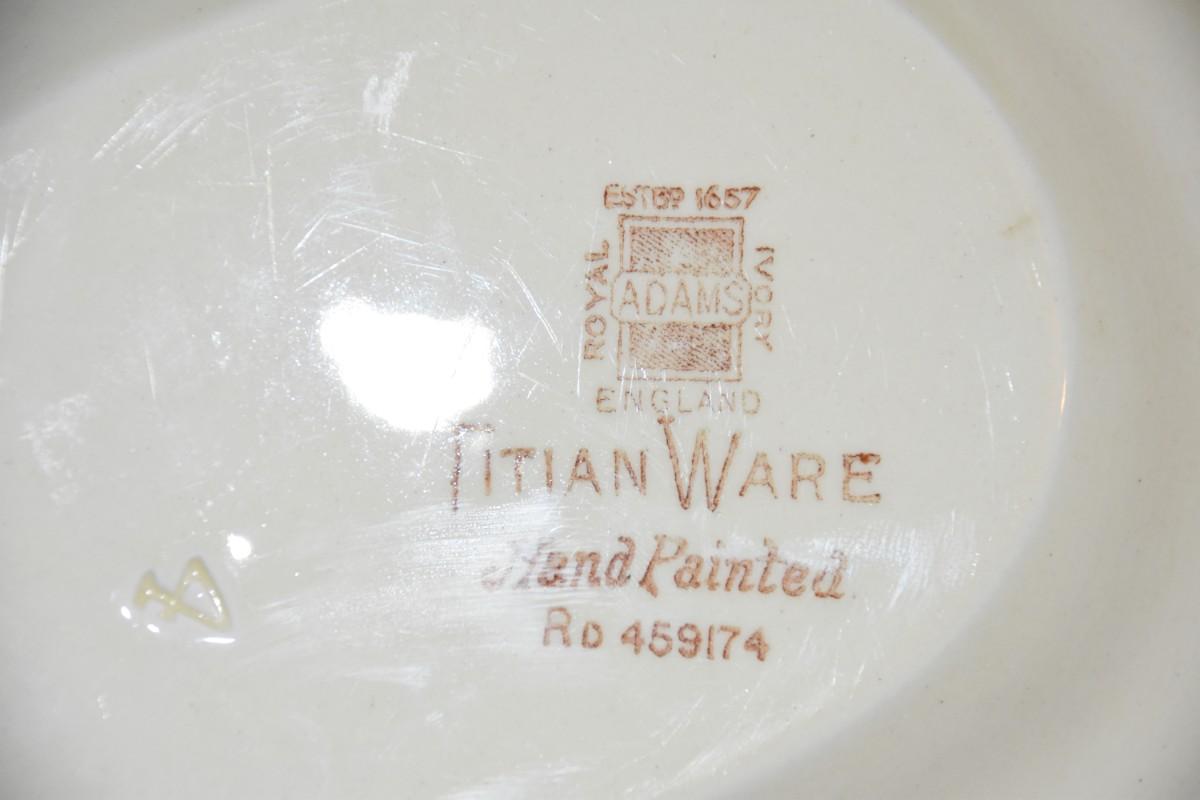 ESTBD 1657
ROYAL
ADAMS
IVORY
ENGLAND
TITIAN WARE
Hand Painted
RD 459174